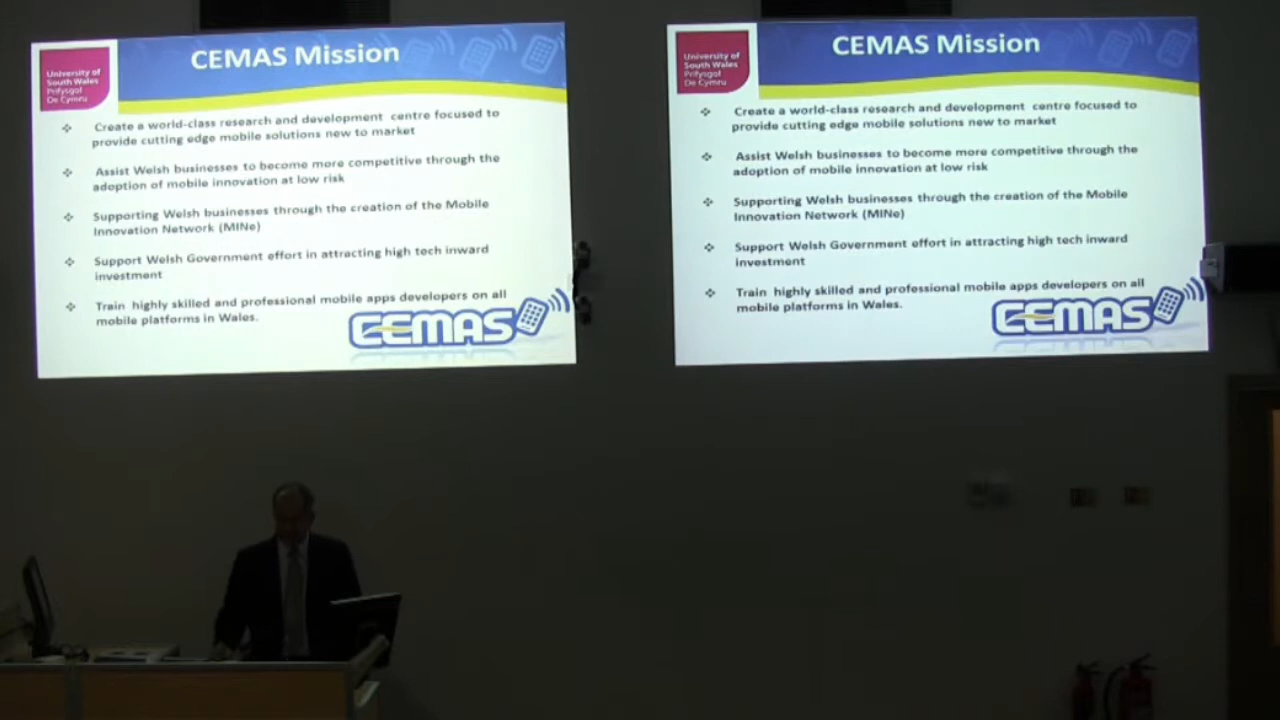 CEMAS Mission
University of
South Wales
Prifysgol
De Cymru
Create a world-class research and development centre focused to
provide cutting edge mobile solutions new to market
Assist Welsh businesses to become more competitive through the
adoption of mobile innovation at low risk
Supporting Welsh businesses through the creation of the Mobile
Innovation Network (MINe)
Support Welsh Government effort in attracting high tech inward
investment
Train highly skilled and professional mobile apps developers on all
mobile platforms in Wales.
CEMAS
CEMAS Mission
University of
South Wales
Prifysgol
De Cymru
Create a world-class research and development centre focused to
provide cutting edge mobile solutions new to market
Assist Welsh businesses to become more competitive through the
adoption of mobile innovation at low risk
Supporting Welsh businesses through the creation of the Mobile
Innovation Network (MINe)
Support Welsh Government effort in attracting high tech inward
investment
Train highly skilled and professional mobile apps developers on all
mobile platforms in Wales.
CEMAS